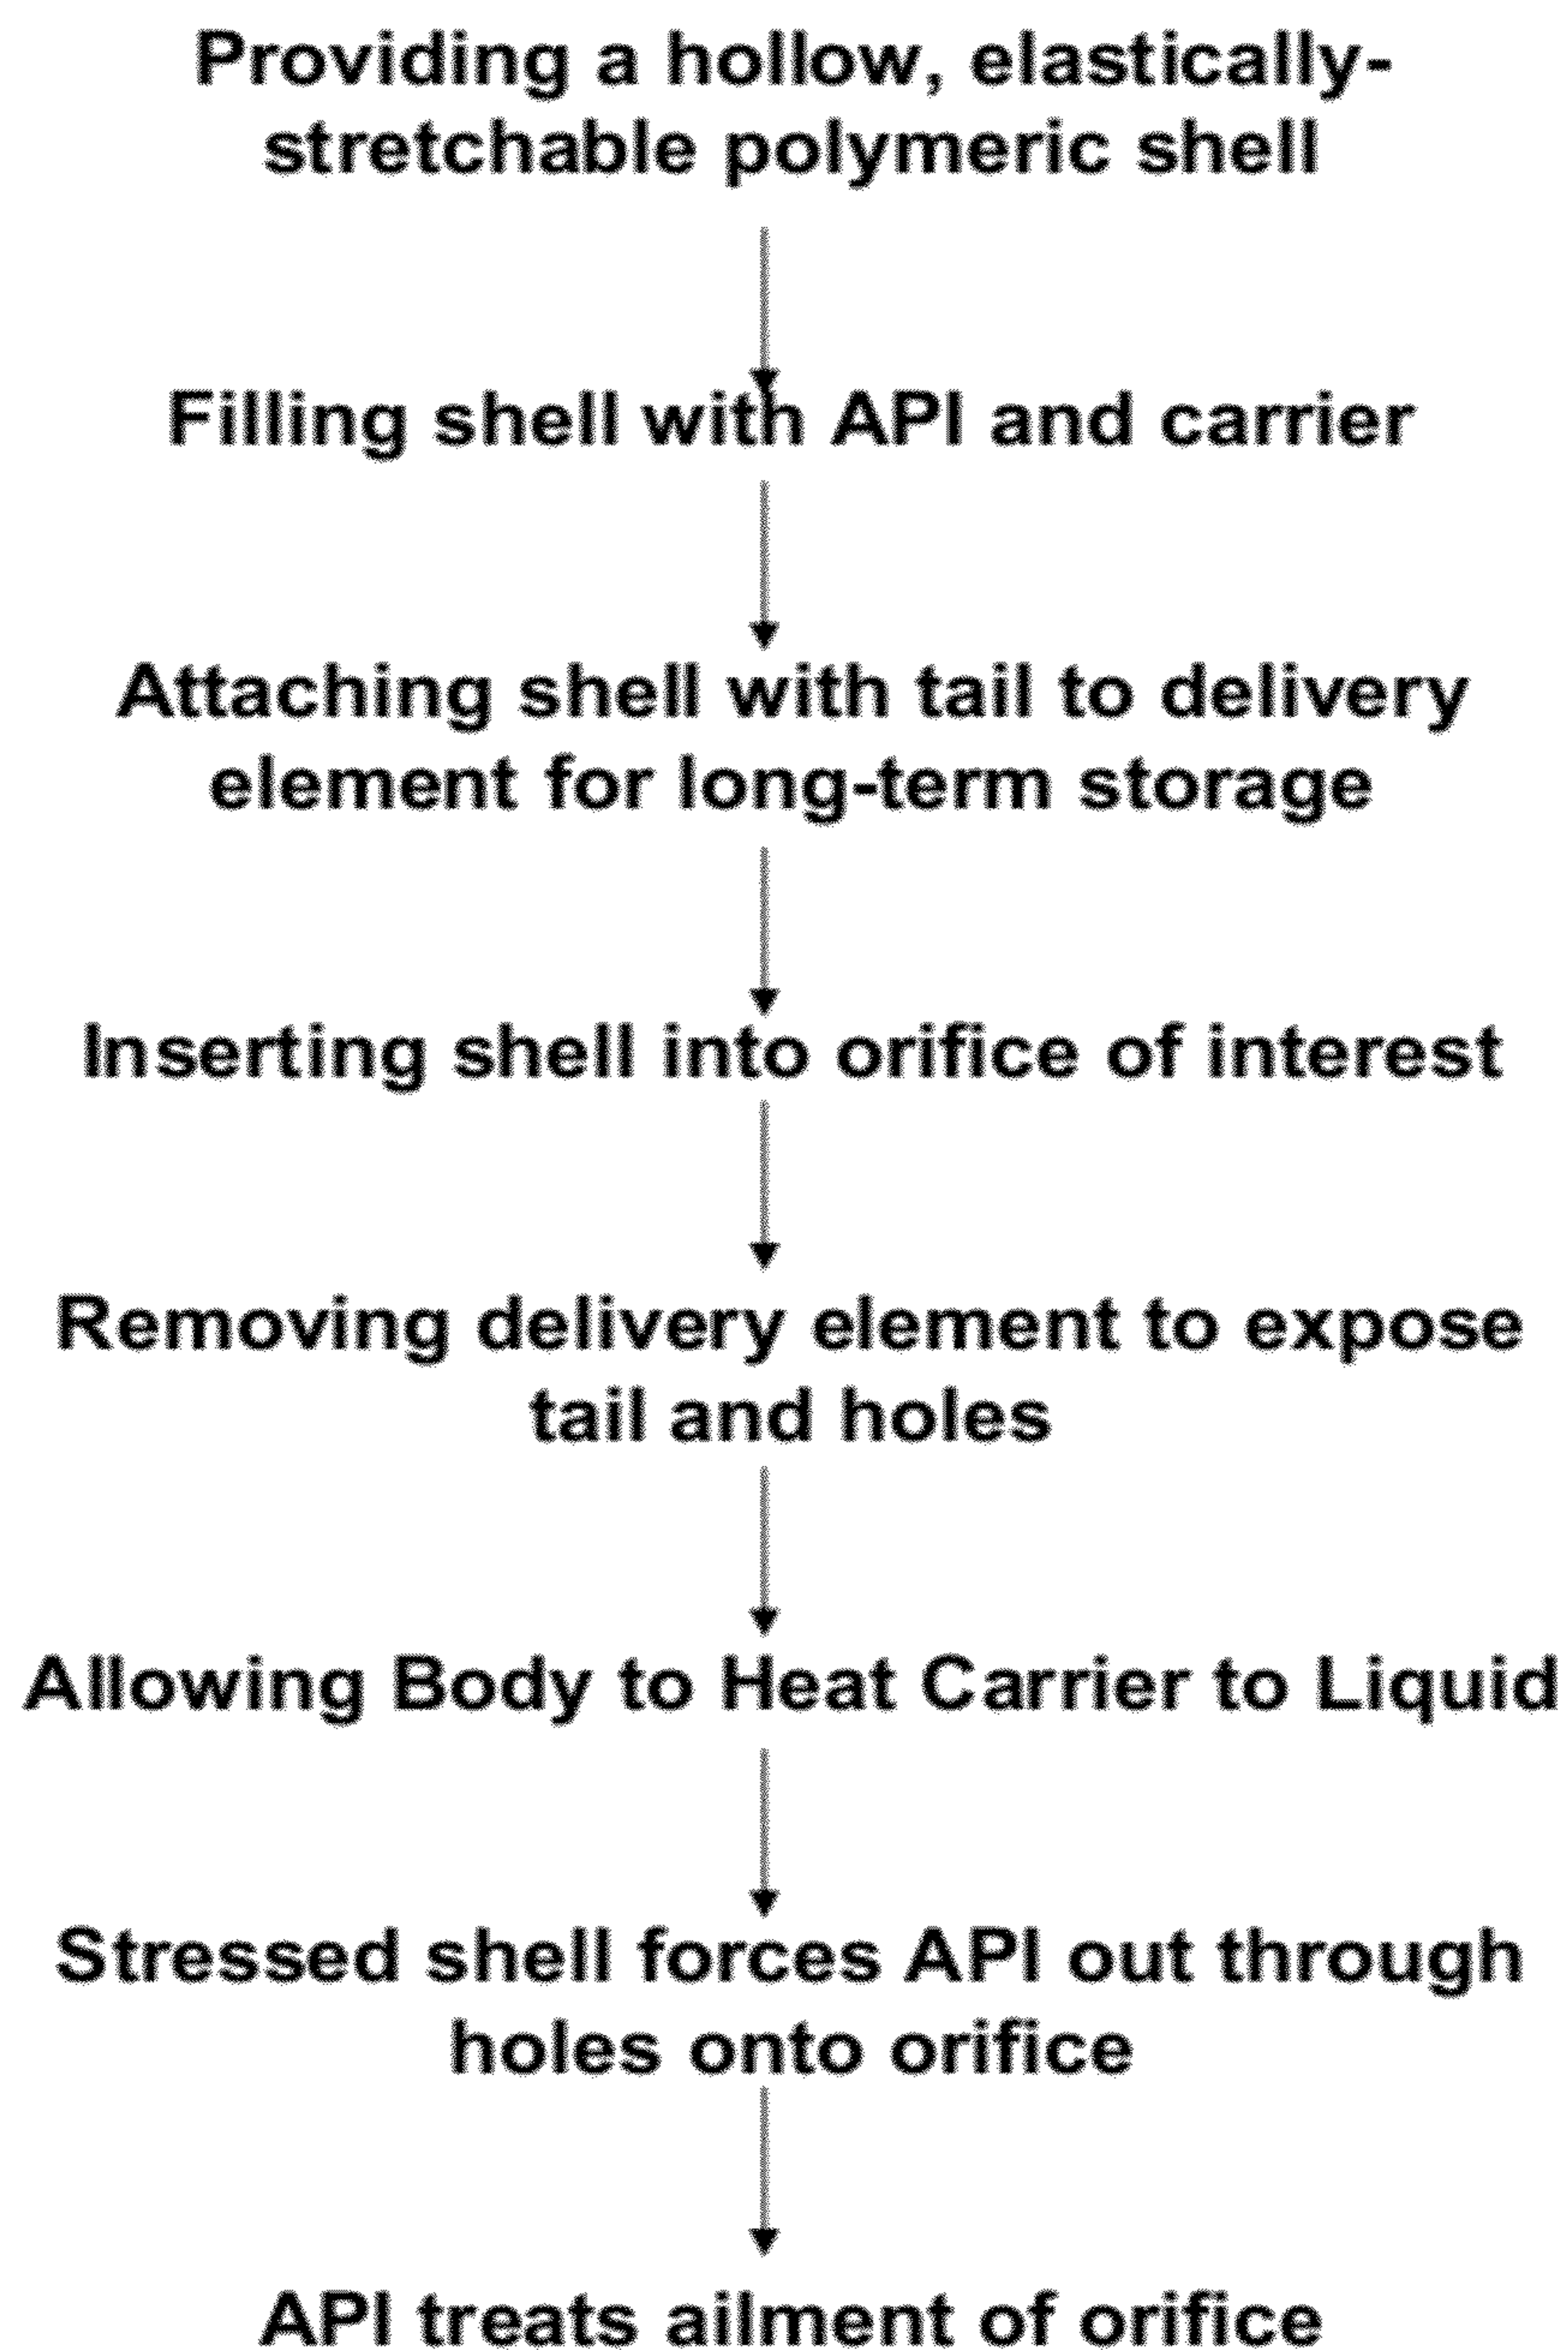 Providing a hollow, elastically-
stretchable polymeric shell
Filling shell with API and carrier
Attaching shell with tail to delivery
element for long-term storage
Inserting shell into orifice of interest
Removing delivery element to expose
tail and holes
Allowing Body to Heat Carrier to Liquid
Stressed shell forces API out through
holes onto orifice
API treats ailment of orifice